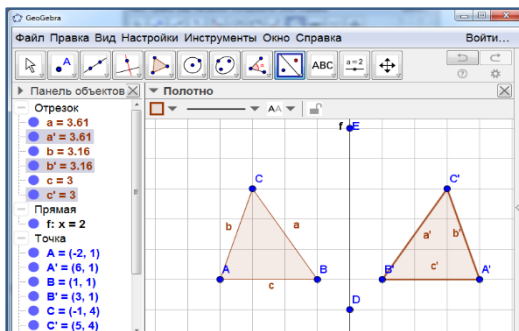 GeoGebra
Файл Правка Вид Настройки Инструменты Окно Справка Войти...
A
ABC
a=2
Панель объектов
Полотно
AA
Отрезок
a = 3.61
a' = 3.61
b = 3.16
b' = 3.16
c = 3
c' = 3
Прямая
f: x = 2
Точка
A = (-2, 1)
A' = (6, 1)
B = (1, 1)
B' = (3, 1)
C = (-1, 4)
C' = (5, 4)
f E
C C'
b a a' b'
A B B' A'
c c'
D